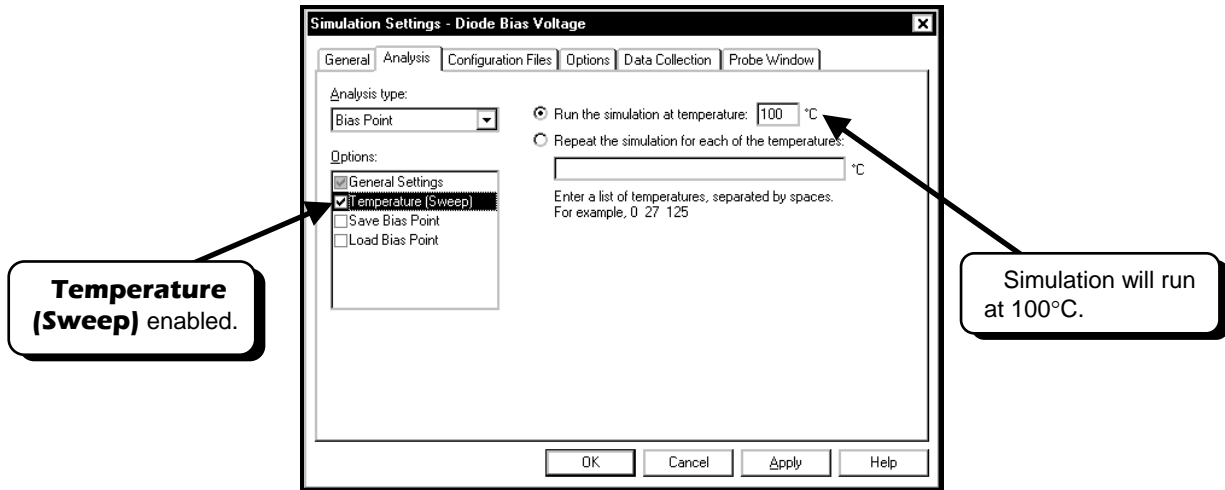 Simulation Settings - Diode Bias Voltage
General Analysis Configuration Files Options Data Collection Probe Window
Analysis type:
Bias Point
Options:
General Settings
Temperature (Sweep)
Save Bias Point
Load Bias Point
Run the simulation at temperature: 100 °C
Repeat the simulation for each of the temperatures:
°C
Enter a list of temperatures, separated by spaces.
For example, 0 27 125
OK Cancel Apply Help
Temperature
(Sweep) enabled.
Simulation will run
at 100°C.